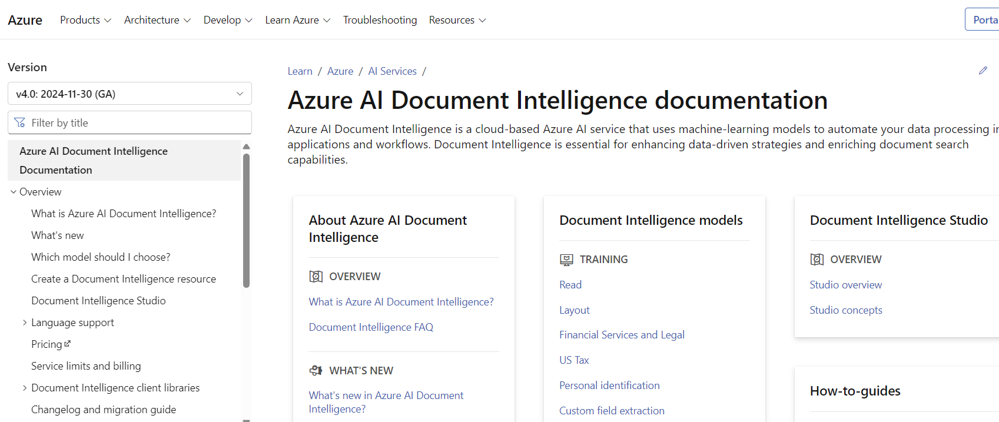 Azure Products Architecture Develop Learn Azure Troubleshooting Resources
Version
v4.0: 2024-11-30 (GA)
Filter by title
Azure AI Document Intelligence
Documentation
Overview
What is Azure AI Document Intelligence?
What's new
Which model should I choose?
Create a Document Intelligence resource
Document Intelligence Studio
Language support
Pricing
Service limits and billing
Document Intelligence client libraries
Changelog and migration guide
Learn / Azure / AI Services /
Azure AI Document Intelligence documentation
Azure AI Document Intelligence is a cloud-based Azure AI service that uses machine-learning models to automate your data processing in
applications and workflows. Document Intelligence is essential for enhancing data-driven strategies and enriching document search
capabilities.
About Azure AI Document
Intelligence
OVERVIEW
What is Azure AI Document Intelligence?
Document Intelligence FAQ
WHAT'S NEW
What's new in Azure AI Document
Intelligence?
Document Intelligence models
TRAINING
Read
Layout
Financial Services and Legal
US Tax
Personal identification
Custom field extraction
Document Intelligence Studio
OVERVIEW
Studio overview
Studio concepts
How-to-guides